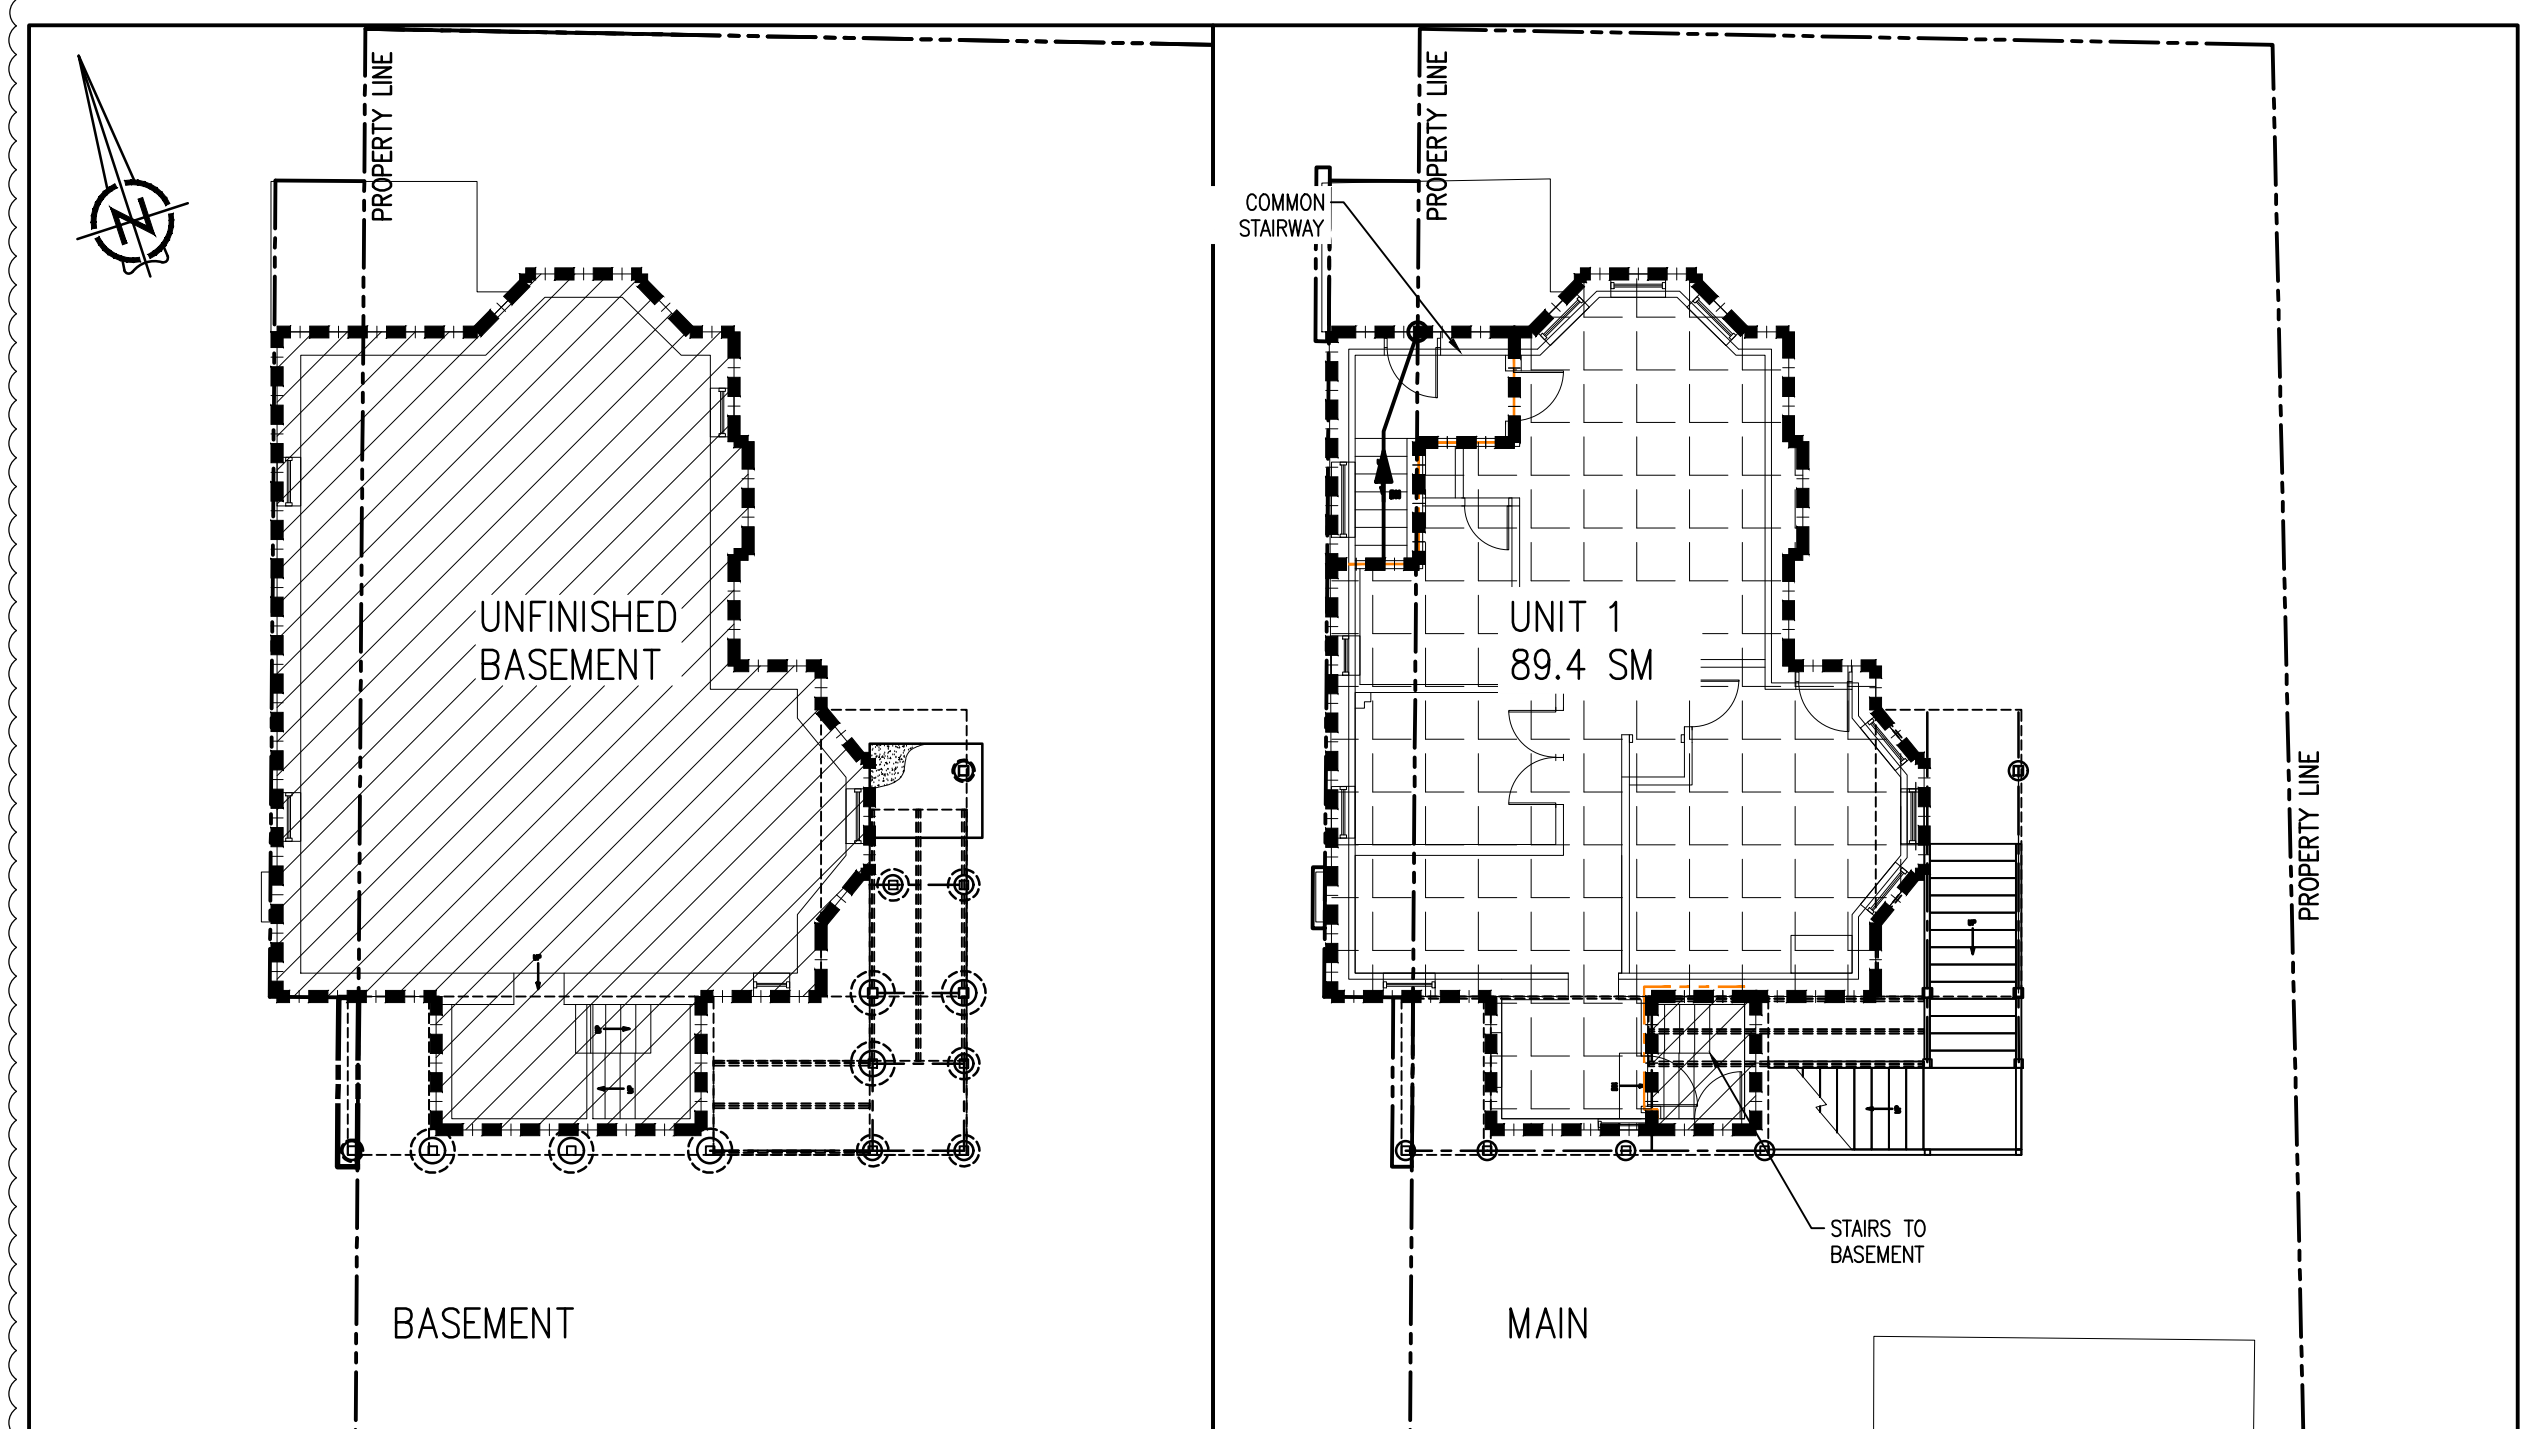 PROPERTY LINE
N
UNFINISHED
BASEMENT
BASEMENT
PROPERTY LINE
COMMON
STAIRWAY
UNIT 1
89.4 SM
PROPERTY LINE
STAIRS TO
BASEMENT
MAIN